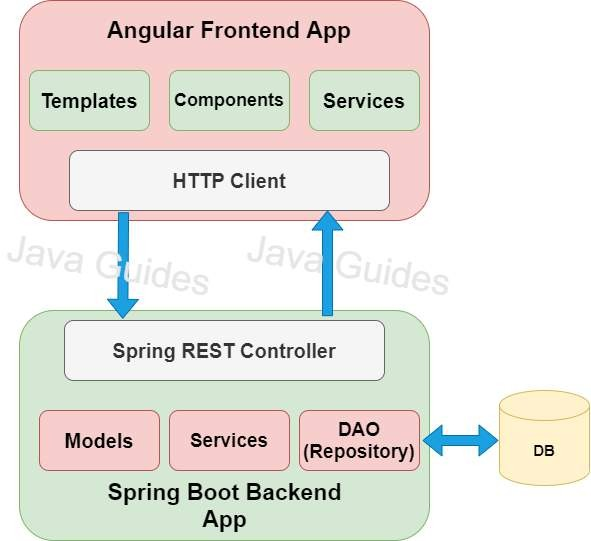 Angular Frontend App
Templates
Components
Services
HTTP Client
Java Guides
Java Guides
Spring REST Controller
Models
Services
DAO
(Repository)
DB
Spring Boot Backend
App